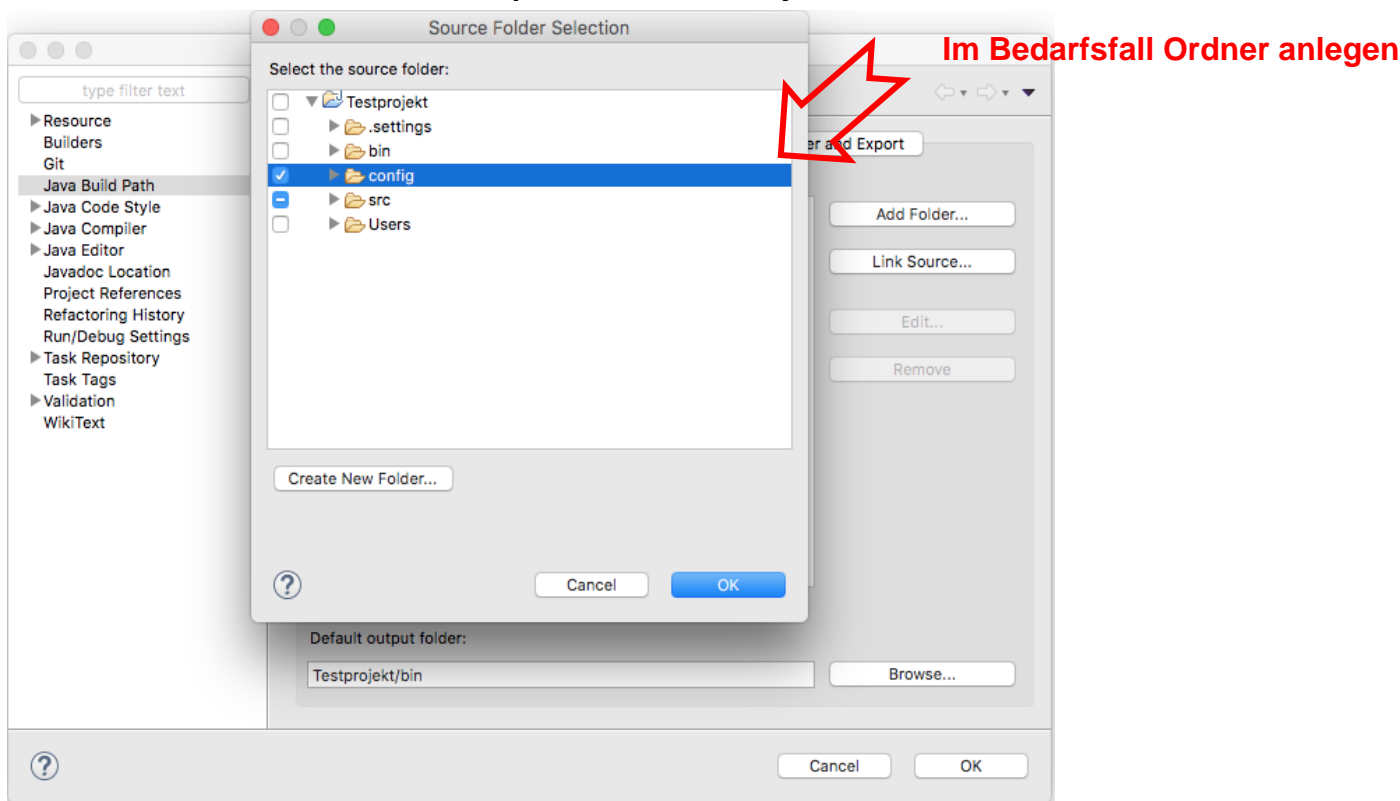 Source Folder Selection
Im Bedarfsfall Ordner anlegen
Select the source folder:
Testprojekt
.settings
bin
config
src
Users
Create New Folder...
?
Cancel
OK
type filter text
Resource
Builders
Git
Java Build Path
Java Code Style
Java Compiler
Java Editor
Javadoc Location
Project References
Refactoring History
Run/Debug Settings
Task Repository
Task Tags
Validation
WikiText
and Export
Add Folder...
Link Source...
Edit...
Remove
Default output folder:
Testprojekt/bin
Browse...
?
Cancel
OK